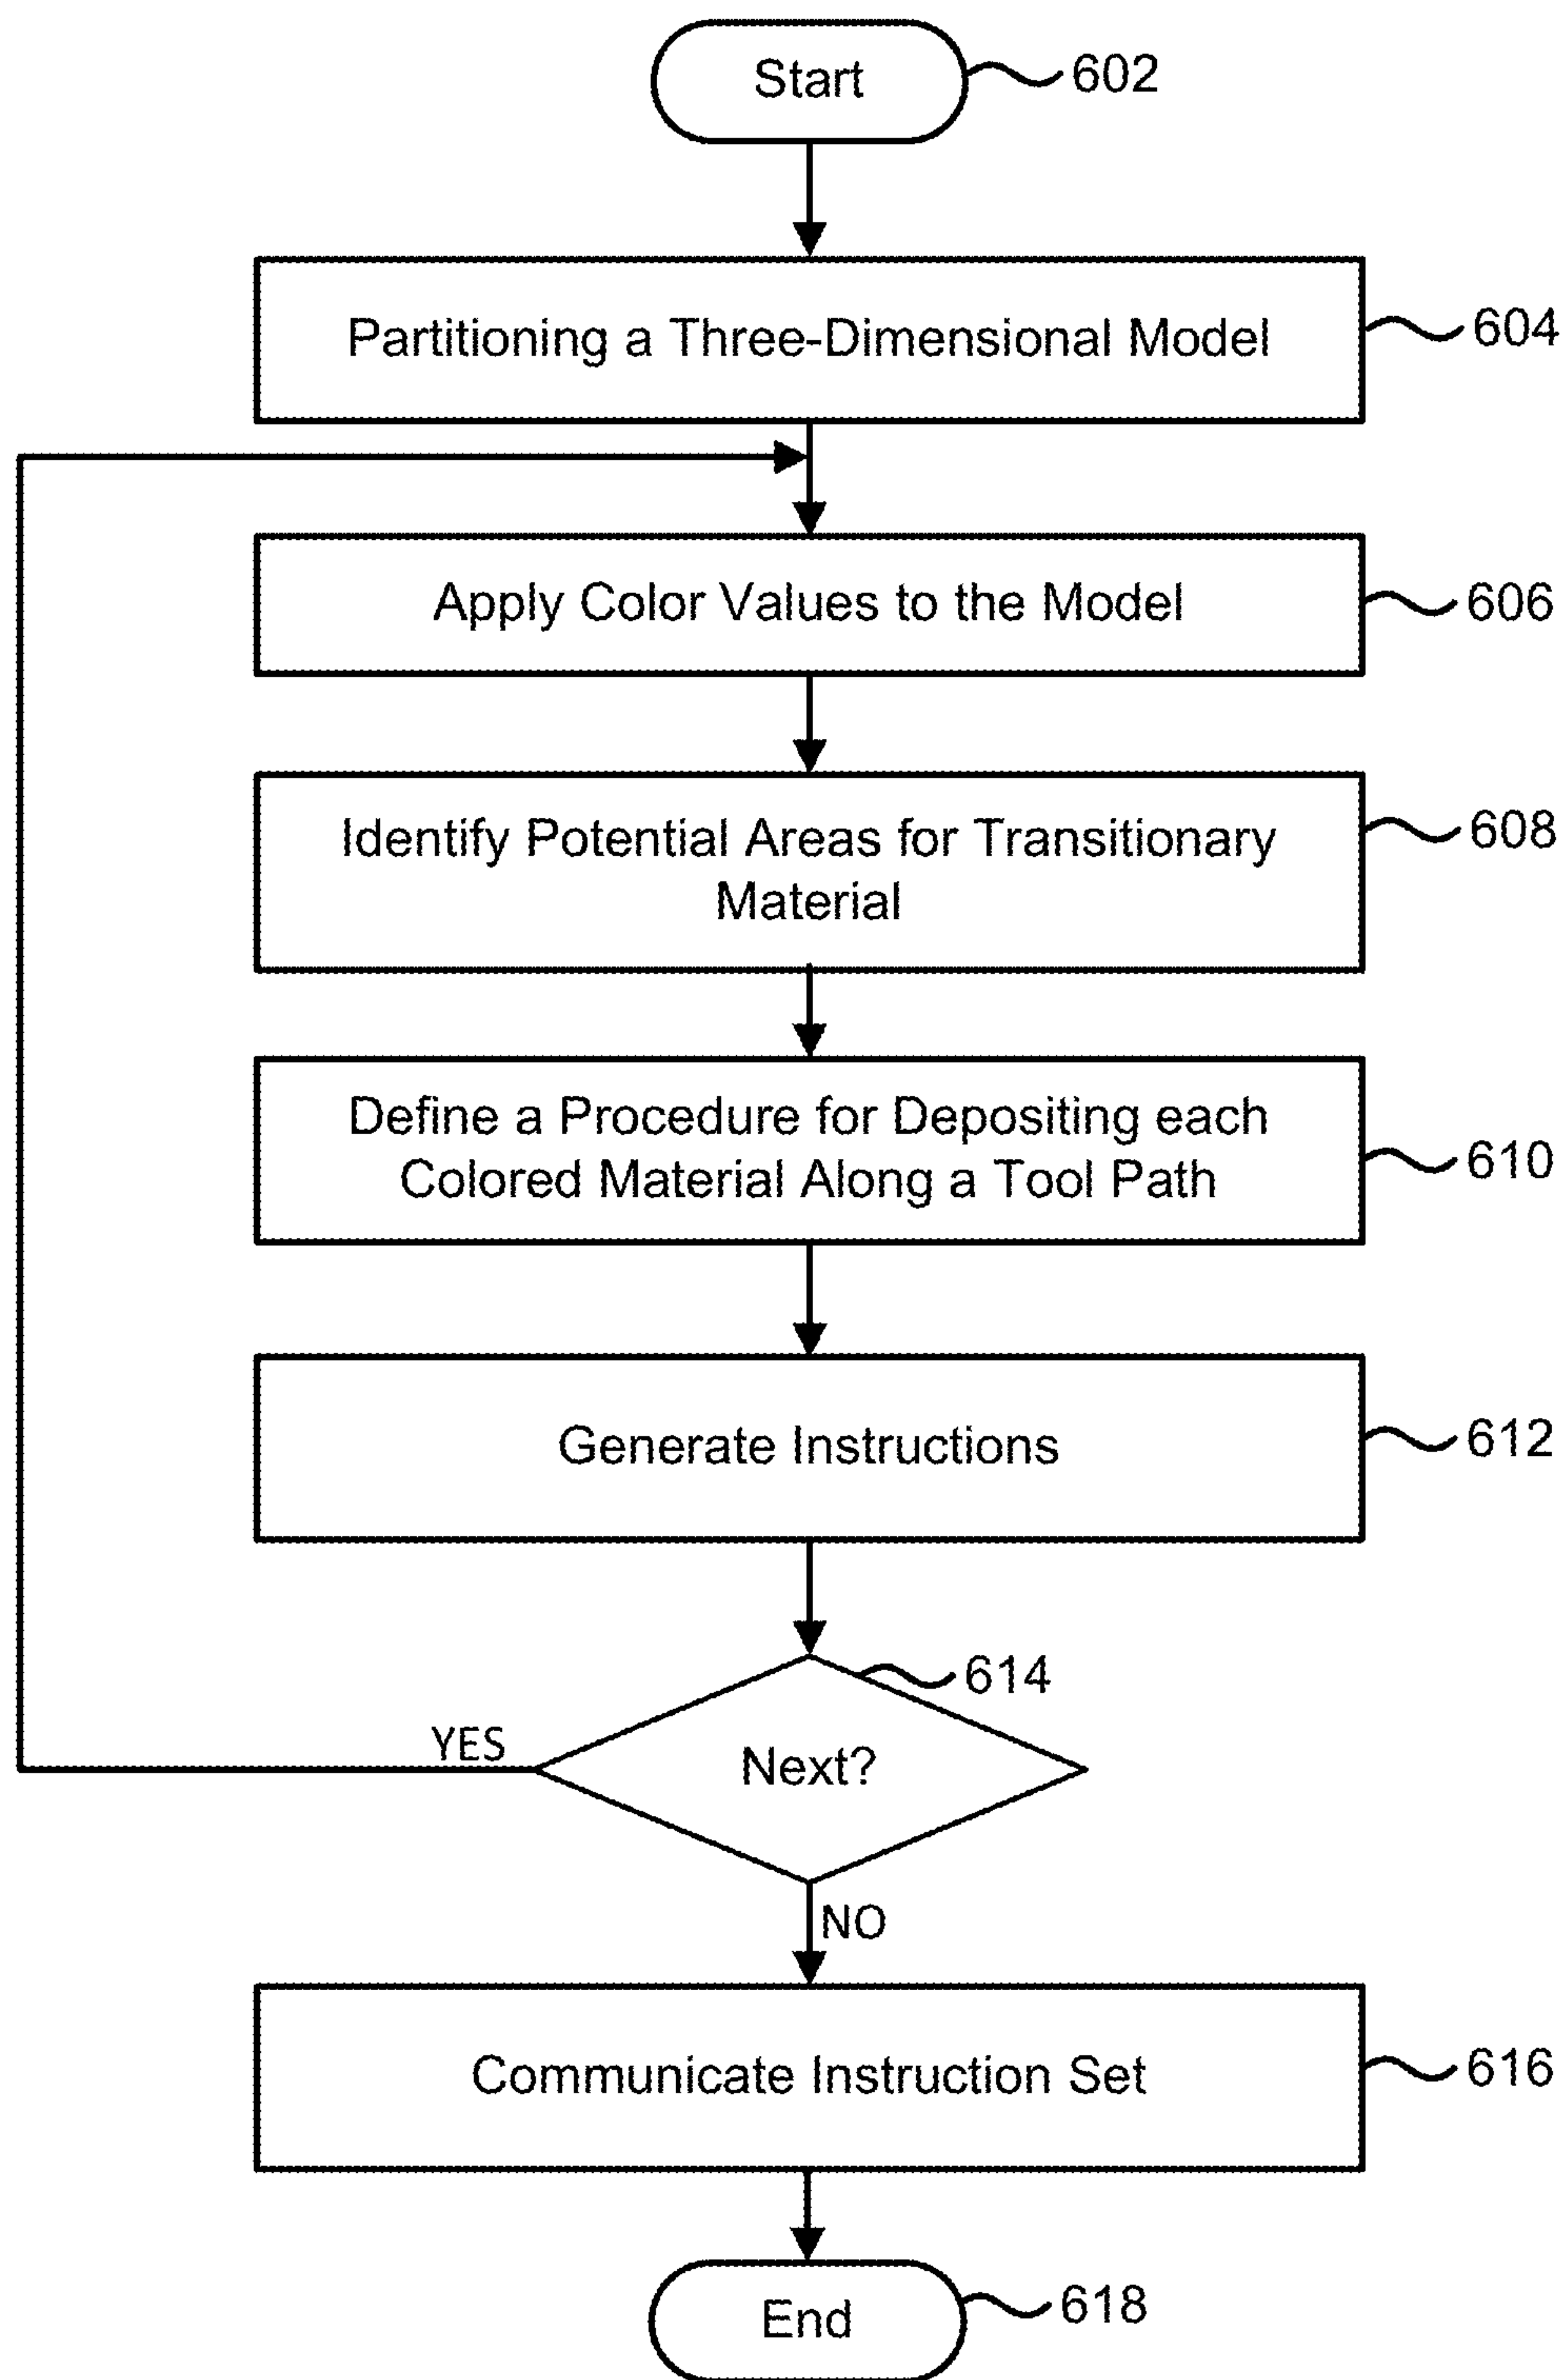 Start
602
Partitioning a Three-Dimensional Model
604
Apply Color Values to the Model
606
Identify Potential Areas for Transitionary
Material
608
Define a Procedure for Depositing each
Colored Material Along a Tool Path
610
Generate Instructions
612
614
YES
Next?
NO
Communicate Instruction Set
616
End
618